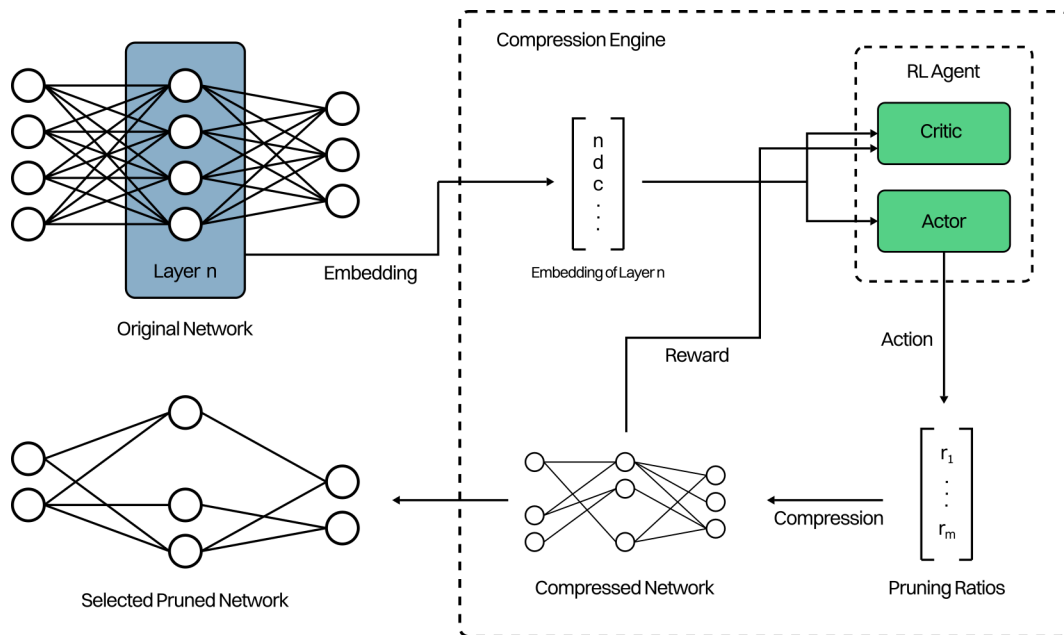 Compression Engine
RL Agent
Critic
Actor
n
d
c
.
.
.
Layer n
Embedding
Embedding of Layer n
Original Network
Reward
Action
r1
.
.
.
rm
Compression
Selected Pruned Network
Compressed Network
Pruning Ratios